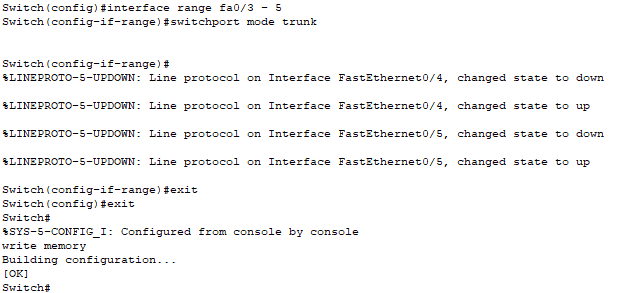 Switch(config)#interface range fa0/3 - 5
Switch(config-if-range)#switchport mode trunk
Switch(config-if-range)#
%LINEPROTO-5-UPDOWN: Line protocol on Interface FastEthernet0/4, changed state to down
%LINEPROTO-5-UPDOWN: Line protocol on Interface FastEthernet0/4, changed state to up
%LINEPROTO-5-UPDOWN: Line protocol on Interface FastEthernet0/5, changed state to down
%LINEPROTO-5-UPDOWN: Line protocol on Interface FastEthernet0/5, changed state to up
Switch(config-if-range)#exit
Switch(config)#exit
Switch#
%SYS-5-CONFIG_I: Configured from console by console
write memory
Building configuration...
[OK]
Switch#